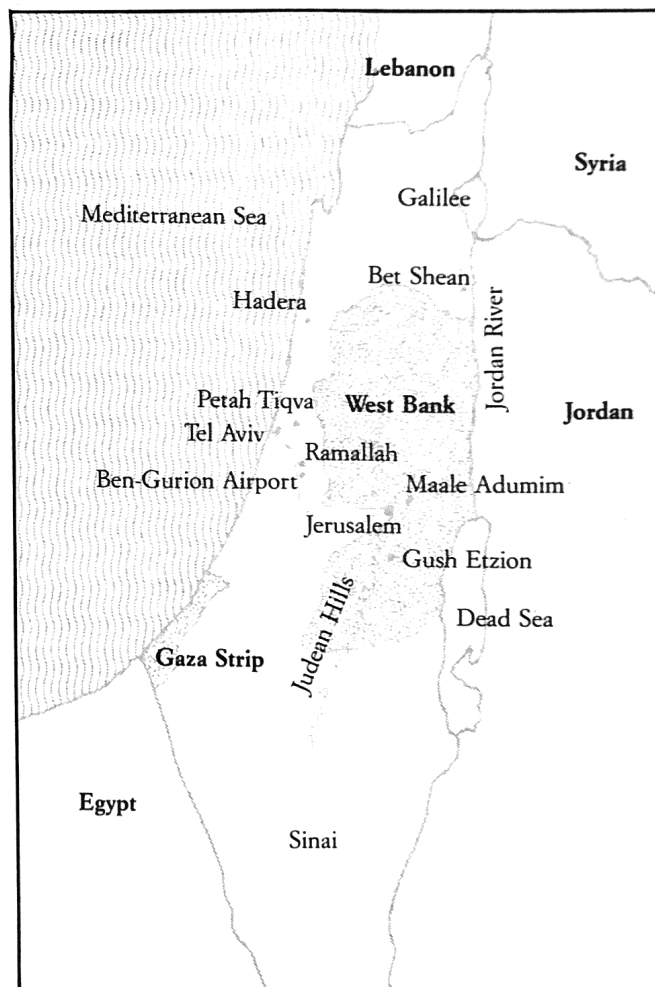 Lebanon
Syria
Galilee
Mediterranean Sea
Bet Shean
Hadera
Jordan River
Petah Tiqva
West Bank
Jordan
Tel Aviv
Ramallah
Ben-Gurion Airport
Maale Adumim
Jerusalem
Gush Etzion
Judean Hills
Dead Sea
Gaza Strip
Egypt
Sinai